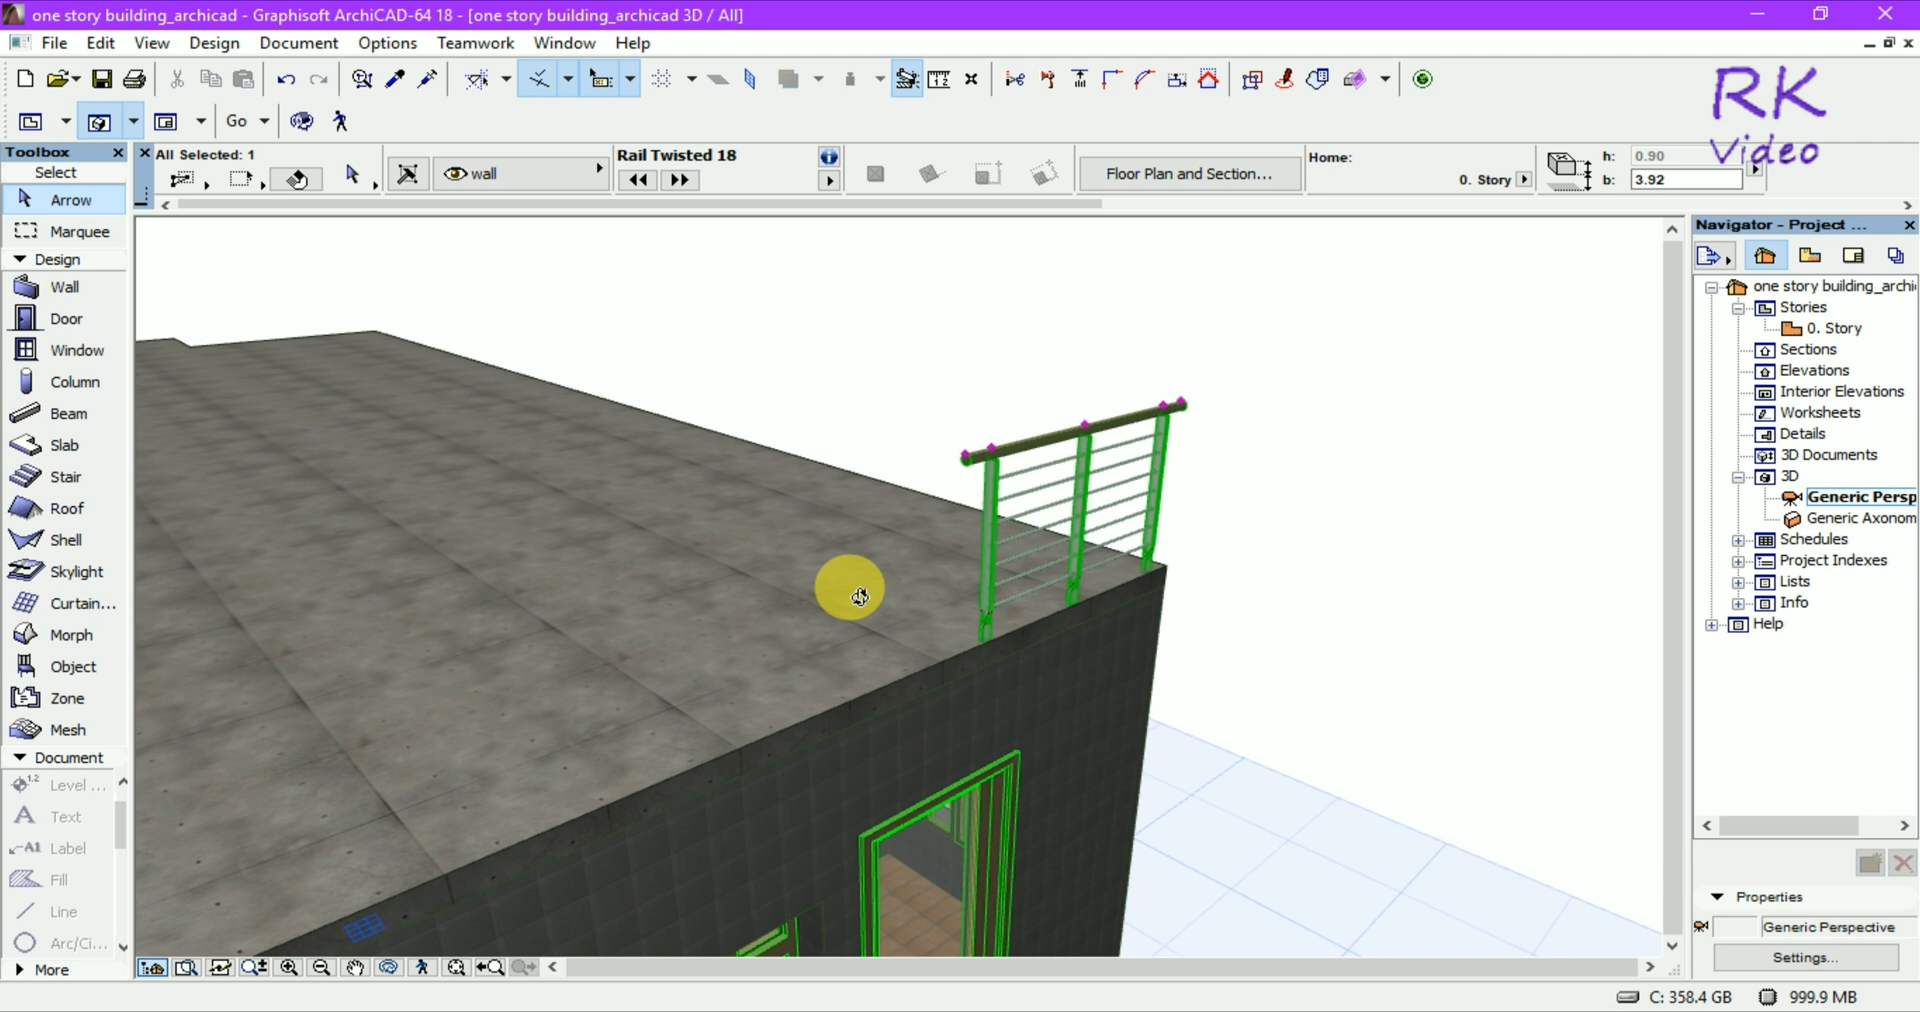 one story building_archicad - Graphisoft ArchiCAD-64 18 - [one story building_archicad 3D / All]
File Edit View Design Document Options Teamwork Window Help
RK
Video
Go
Toolbox
Select
Arrow
Marquee
Design
Wall
Door
Window
Column
Beam
Slab
Stair
Roof
Shell
Skylight
Curtain...
Morph
Object
Zone
Mesh
Document
1.2 Level ...
A Text
A1 Label
Fill
Line
Arc/Ci...
More
All Selected: 1
wall
Rail Twisted 18
Floor Plan and Section...
Home:
0. Story
h: 0.90
b: 3.92
Navigator - Project ...
one story building_archi
Stories
0. Story
Sections
Elevations
Interior Elevations
Worksheets
Details
3D Documents
3D
Generic Persp
Generic Axonom
Schedules
Project Indexes
Lists
Info
Help
Properties
Generic Perspective
Settings...
C: 358.4 GB 999.9 MB